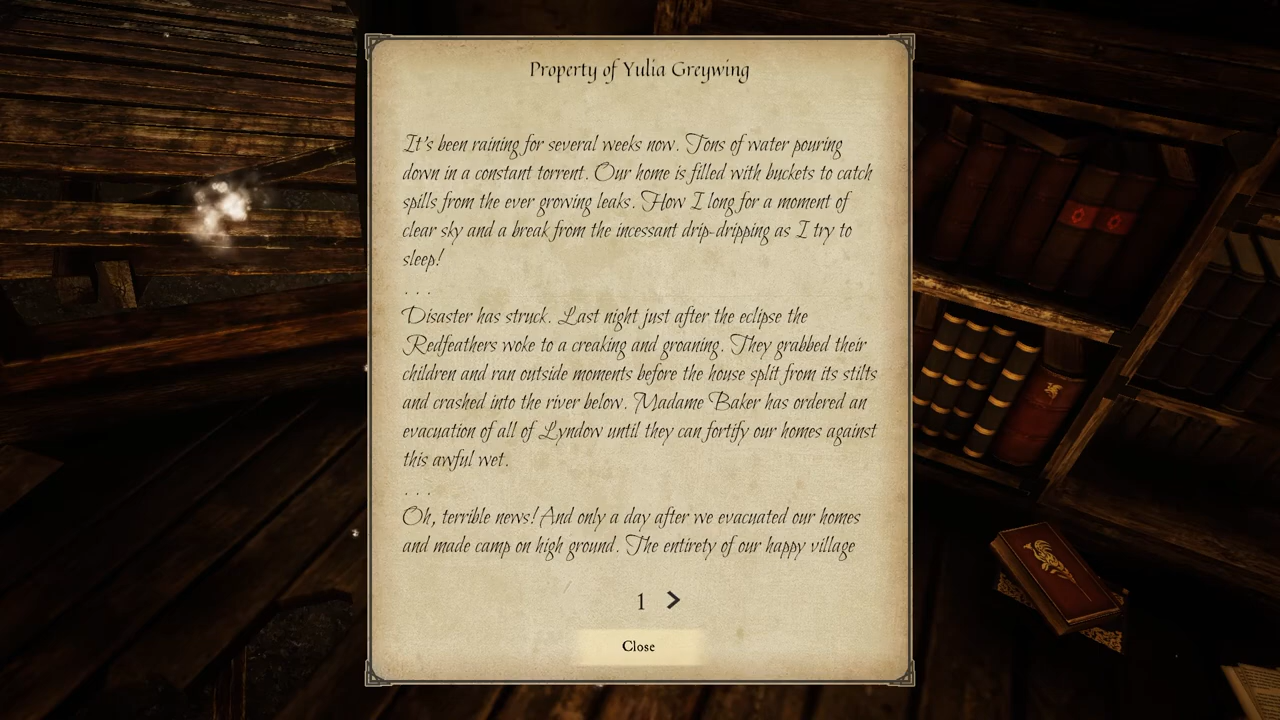 Property of Yulia Greywing
It's been raining for several weeks now. Tons of water pouring
down in a constant torrent. Our home is filled with buckets to catch
spills from the ever growing leaks. How I long for a moment of
clear sky and a break from the incessant drip-dripping as I try to
sleep!
. . .
Disaster has struck. Last night just after the eclipse the
Redfeathers woke to a creaking and groaning. They grabbed their
children and ran outside moments before the house split from its stilts
and crashed into the river below. Madame Baker has ordered an
evacuation of all of Lyndow until they can fortify our homes against
this awful wet.
. . .
Oh, terrible news! And only a day after we evacuated our homes
and made camp on high ground. The entirety of our happy village
1 >
Close